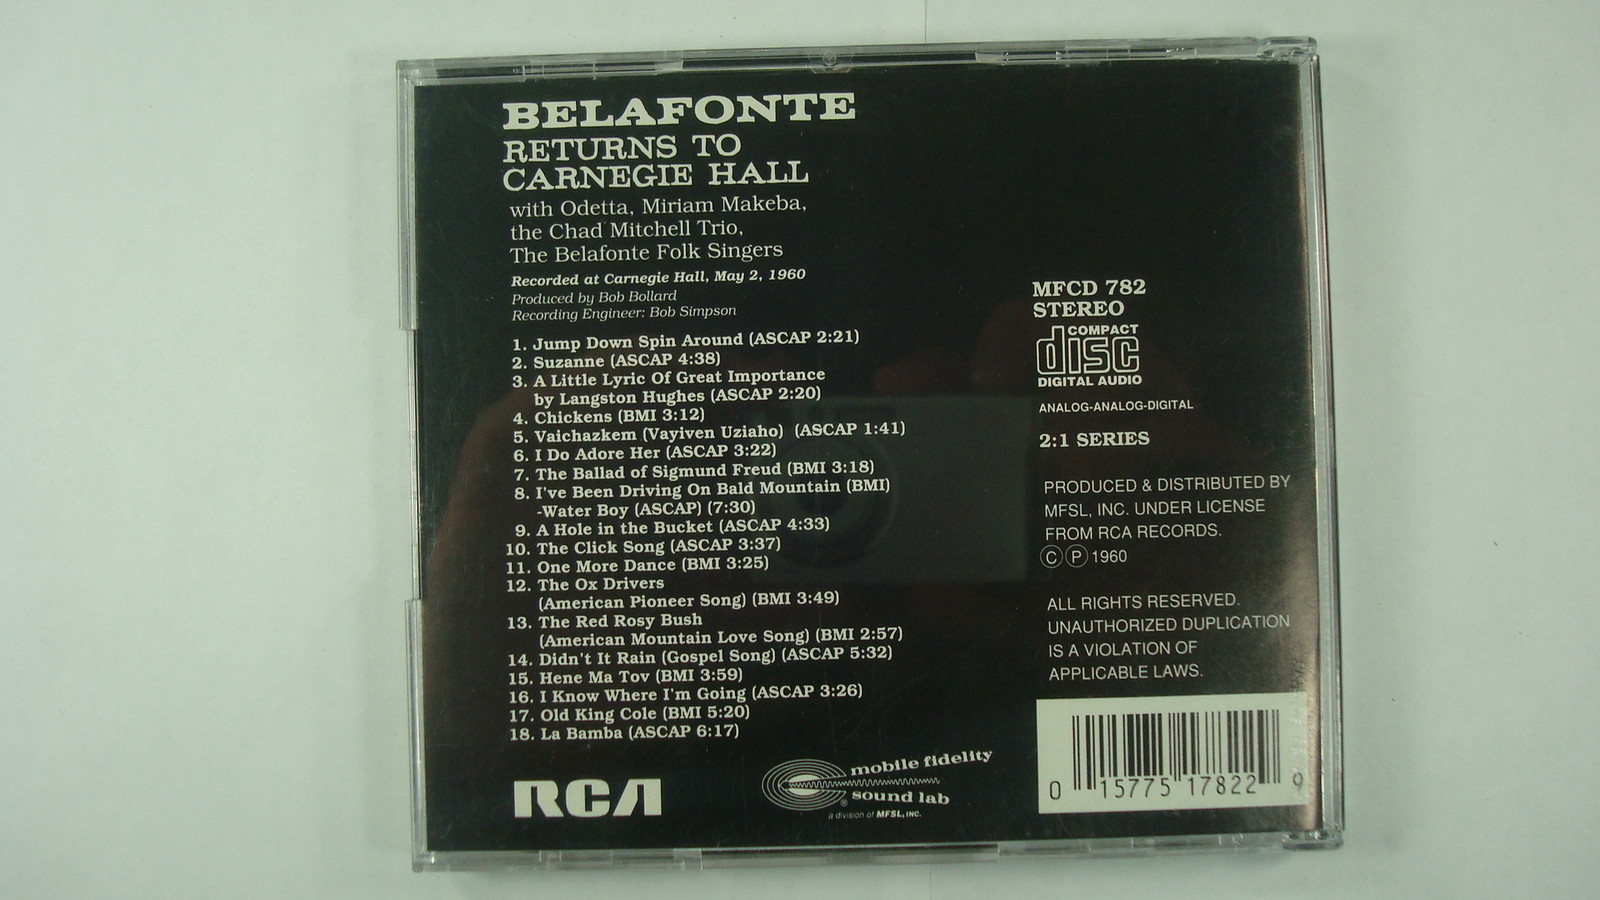 BELAFONTE
RETURNS TO
CARNEGIE HALL
with Odetta, Miriam Makeba,
the Chad Mitchell Trio,
The Belafonte Folk Singers
Recorded at Carnegie Hall, May 2, 1960
Produced by Bob Bollard
Recording Engineer: Bob Simpson
1. Jump Down Spin Around (ASCAP 2:21)
2. Suzanne (ASCAP 4:38)
3. A Little Lyric Of Great Importance
by Langston Hughes (ASCAP 2:20)
4. Chickens (BMI 3:12)
5. Vaichazkem (Vayiven Uziaho) (ASCAP 1:41)
6. I Do Adore Her (ASCAP 3:22)
7. The Ballad of Sigmund Freud (BMI 3:18)
8. I've Been Driving On Bald Mountain (BMI)
-Water Boy (ASCAP) (7:30)
9. A Hole in the Bucket (ASCAP 4:33)
10. The Click Song (ASCAP 3:37)
11. One More Dance (BMI 3:25)
12. The Ox Drivers
(American Pioneer Song) (BMI 3:49)
13. The Red Rosy Bush
(American Mountain Love Song) (BMI 2:57)
14. Didn't It Rain (Gospel Song) (ASCAP 5:32)
15. Hene Ma Tov (BMI 3:59)
16. I Know Where I'm Going (ASCAP 3:26)
17. Old King Cole (BMI 5:20)
18. La Bamba (ASCAP 6:17)
RCA
mobile fidelity
sound lab
®
a division of MFSL, INC.
MFCD 782
STEREO
COMPACT
disc
DIGITAL AUDIO
ANALOG-ANALOG-DIGITAL
2:1 SERIES
PRODUCED & DISTRIBUTED BY
MFSL, INC. UNDER LICENSE
FROM RCA RECORDS.
Ⓒ Ⓟ 1960
ALL RIGHTS RESERVED.
UNAUTHORIZED DUPLICATION
IS A VIOLATION OF
APPLICABLE LAWS.
0 15775 17822 9